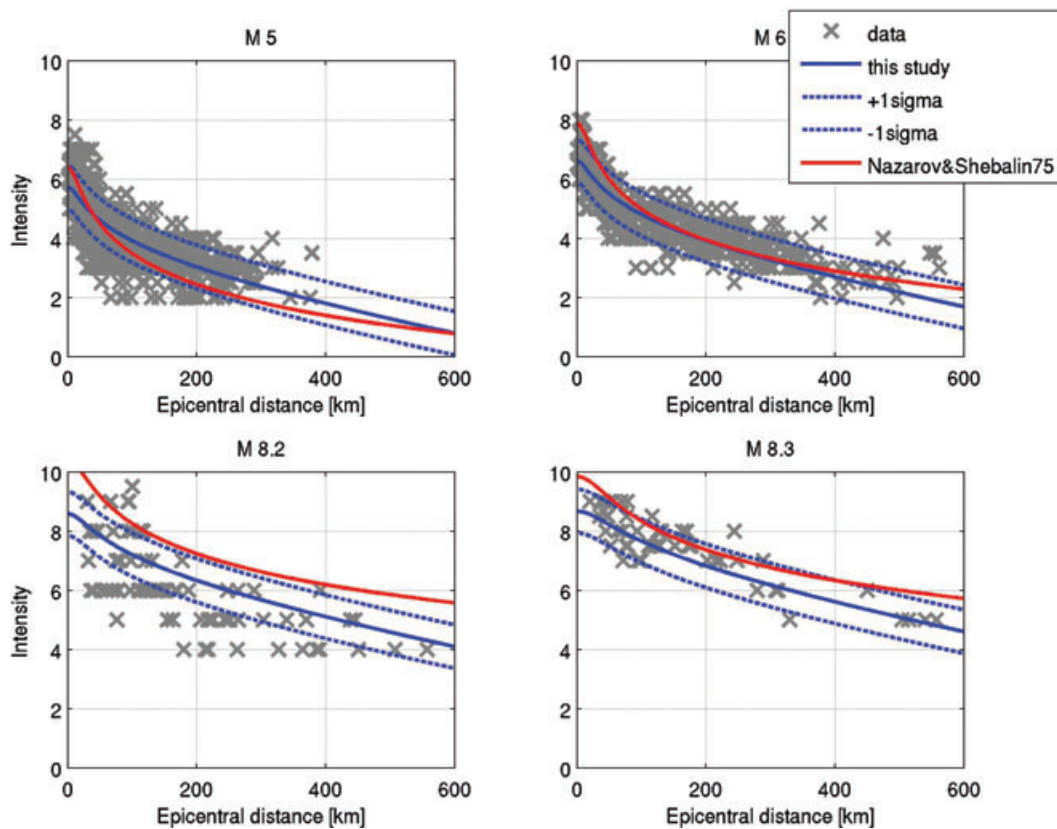 M 5
10
8
6
4
2
0
Intensity
0 200 400 600
Epicentral distance [km]
M 6
10
8
6
4
2
0
0 200 400 600
Epicentral distance [km]
data
this study
+1sigma
-1sigma
Nazarov&Shebalin75
M 8.2
10
8
6
4
2
0
Intensity
0 200 400 600
Epicentral distance [km]
M 8.3
10
8
6
4
2
0
0 200 400 600
Epicentral distance [km]